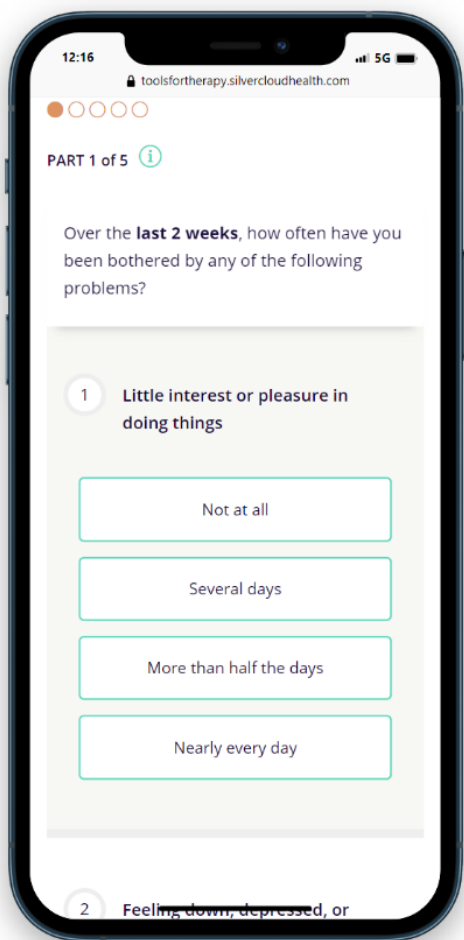 12:16
5G
toolsfortherapy.silvercloudhealth.com
PART 1 of 5 i
Over the last 2 weeks, how often have you
been bothered by any of the following
problems?
1 Little interest or pleasure in
doing things
Not at all
Several days
More than half the days
Nearly every day
2 Feeling down, depressed, or